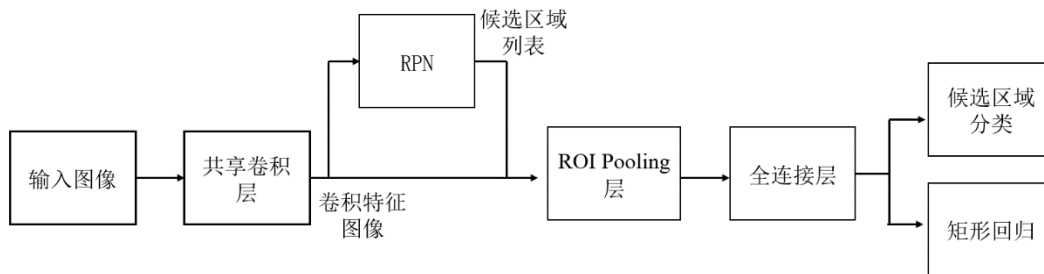 输入图像
共享卷积
层
RPN
候选区域
列表
卷积特征
图像
ROI Pooling
层
全连接层
候选区域
分类
矩形回归